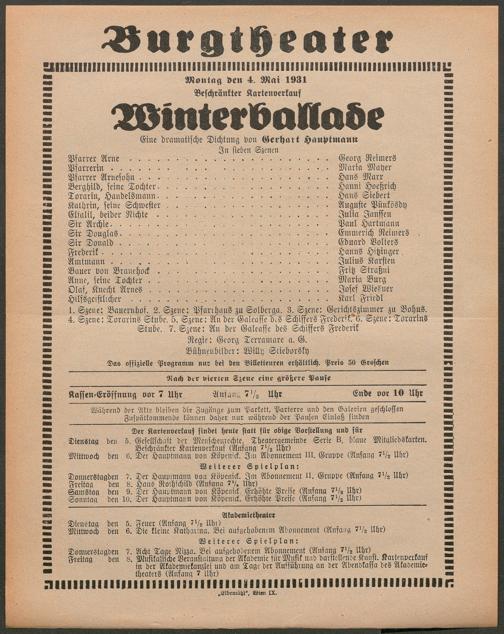 Burgtheater
Montag den 4. Mai 1931
Beschränkter Kartenverkauf
Winterballade
Eine dramatische Dichtung von Gerhart Hauptmann
In sieben Szenen
Pfarrer Arne Georg Reimers
Pfarrerin Maria Mayer
Pfarrer Arnesohn Hans Marr
Berghild, seine Tochter Hanni Hoeßrich
Torarin, Handelsmann Hans Siebert
Kathrin, seine Schwester Auguste Pünkösdy
Elsalil, beider Nichte Julia Janssen
Sir Archie Paul Hartmann
Sir Douglas Emmerich Reimers
Sir Donald Eduard Volters
Frederik Hanns Hitzinger
Amtmann Julius Karsten
Bauer von Branehock Fritz Straßni
Anne, seine Tochter Maria Burg
Olaf, Knecht Arnes Josef Wiesner
Hilfsgeistlicher Karl Friedl
1. Szene: Bauernhof. 2. Szene: Pfarrhaus zu Solberga. 3. Szene: Gerichtszimmer zu Bohus.
4. Szene: Torarins Stube. 5. Szene: An der Galeasse des Schiffers Frederik. 6. Szene: Torarins
Stube. 7. Szene: An der Galeasse des Schiffers Frederik
Regie: Georg Terramare a. G.
Bühnenbilder: Willy Stieborsky
Das offizielle Programm nur bei den Billetteuren erhältlich. Preis 50 Groschen
Nach der vierten Szene eine größere Pause
Kassen-Eröffnung vor 7 Uhr Anfang 7½ Uhr Ende vor 10 Uhr
Während der Akte bleiben die Zugänge zum Parkett, Parterre und den Galerien geschlossen
Zuspätkommende können daher nur während der Pausen Einlaß finden
Der Kartenverkauf findet heute statt für obige Vorstellung und für
Dienstag den 5. Gesellschaft der Menschenrechte, Theatergemeinde Serie B, blaue Mitgliedskarten.
Beschränkter Kartenverkauf (Anfang 7½ Uhr)
Mittwoch den 6. Der Hauptmann von Köpenick. Im Abonnement III. Gruppe (Anfang 7½ Uhr)
Weiterer Spielplan:
Donnerstag den 7. Der Hauptmann von Köpenick. Im Abonnement II. Gruppe (Anfang 7½ Uhr)
Freitag den 8. Haus Rothschild (Anfang 7½ Uhr)
Samstag den 9. Der Hauptmann von Köpenick. Erhöhte Preise (Anfang 7½ Uhr)
Sonntag den 10. Der Hauptmann von Köpenick. Erhöhte Preise (Anfang 7½ Uhr)
Akademietheater
Dienstag den 5. Feuer (Anfang 7½ Uhr)
Mittwoch den 6. Die kleine Katharina. Bei aufgehobenem Abonnement (Anfang 7½ Uhr)
Weiterer Spielplan:
Donnerstag den 7. Acht Tage Nizza. Bei aufgehobenem Abonnement (Anfang 7½ Uhr)
Freitag den 8. Musikalische Veranstaltung der Akademie für Musik und darstellende Kunst. Kartenverkauf
in der Akademiekanzlei und am Tage der Aufführung an der Abendkassa des Akademie-
theaters (Anfang 7 Uhr)
„Elbemühl", Wien IX.